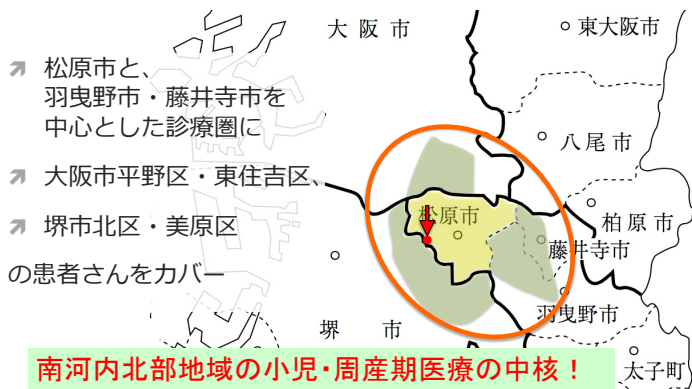 松原市と、
羽曳野市・藤井寺市を
中心とした診療圏に
大阪市平野区・東住吉区、
堺市北区・美原区
の患者さんをカバー
大阪市
東大阪市
八尾市
松原市
柏原市
藤井寺市
羽曳野市
堺市
太子町
南河内北部地域の小児・周産期医療の中核！